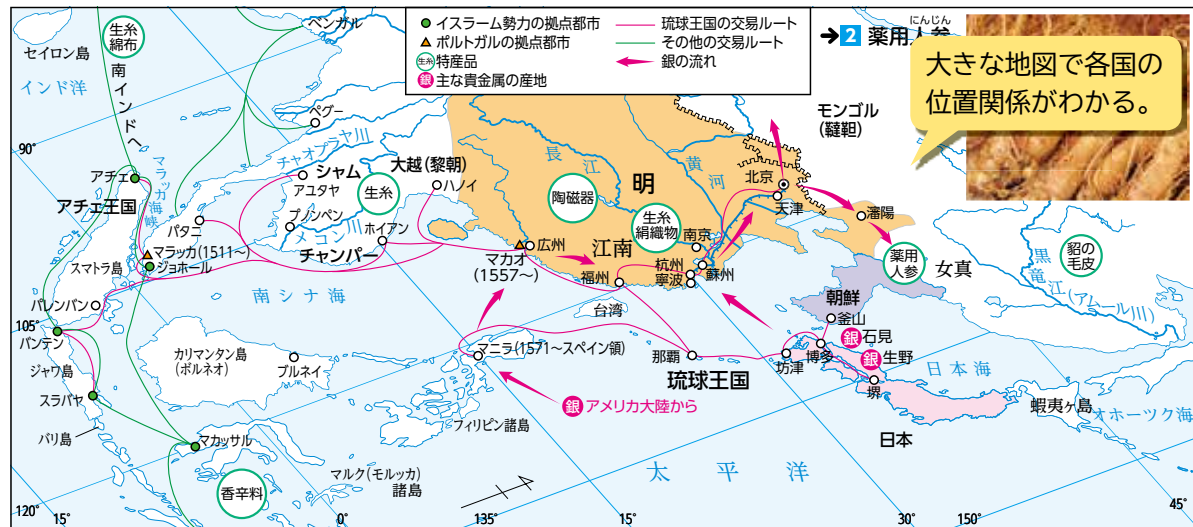 イスラーム勢力の拠点都市
ポルトガルの拠点都市
生糸 特産品
銀 主な貴金属の産地
琉球王国の交易ルート
その他の交易ルート
銀の流れ
➔2 薬用人参
にんじん
大きな地図で各国の
位置関係がわかる。
セイロン島
生糸
綿布
南インドへ
インド洋
ベンガル
ペグー
90°
チャオプラヤ川
シャム
アユタヤ
大越(黎朝)
ハノイ
生糸
プノンペン
メコン川
ホイアン
チャンパー
アチェ
アチェ王国
マラッカ海峡
パタニ
マラッカ(1511〜)
ジョホール
スマトラ島
パレンバン
105°
バンテン
ジャワ島
スラバヤ
バリ島
マカッサル
香辛料
カリマンタン島
(ボルネオ)
ブルネイ
南シナ海
マルク(モルッカ)
諸島
フィリピン諸島
マニラ(1571〜スペイン領)
銀 アメリカ大陸から
長江
黄河
明
陶磁器
生糸
絹織物
江南
南京
杭州
寧波
蘇州
広州
マカオ
(1557〜)
福州
台湾
北京
天津
モンゴル
(韃靼)
瀋陽
薬用
人参
女真
貂の
毛皮
黒竜江(アムール川)
朝鮮
釜山
銀 石見
銀 生野
博多
坊津
堺
那覇
琉球王国
日本
日本海
蝦夷ヶ島
オホーツク海
太平洋
120°
15°
0°
135°
15°
30°
150°
45°